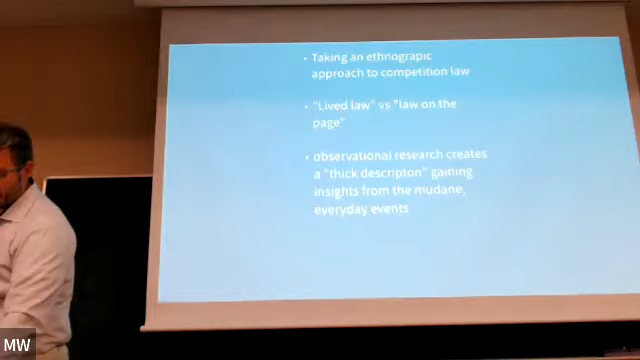 • Taking an ethnograpic
approach to competition law
• "Lived law" vs "law on the
page"
• observational research creates
a "thick descripton" gaining
insights from the mudane,
everyday events
MW